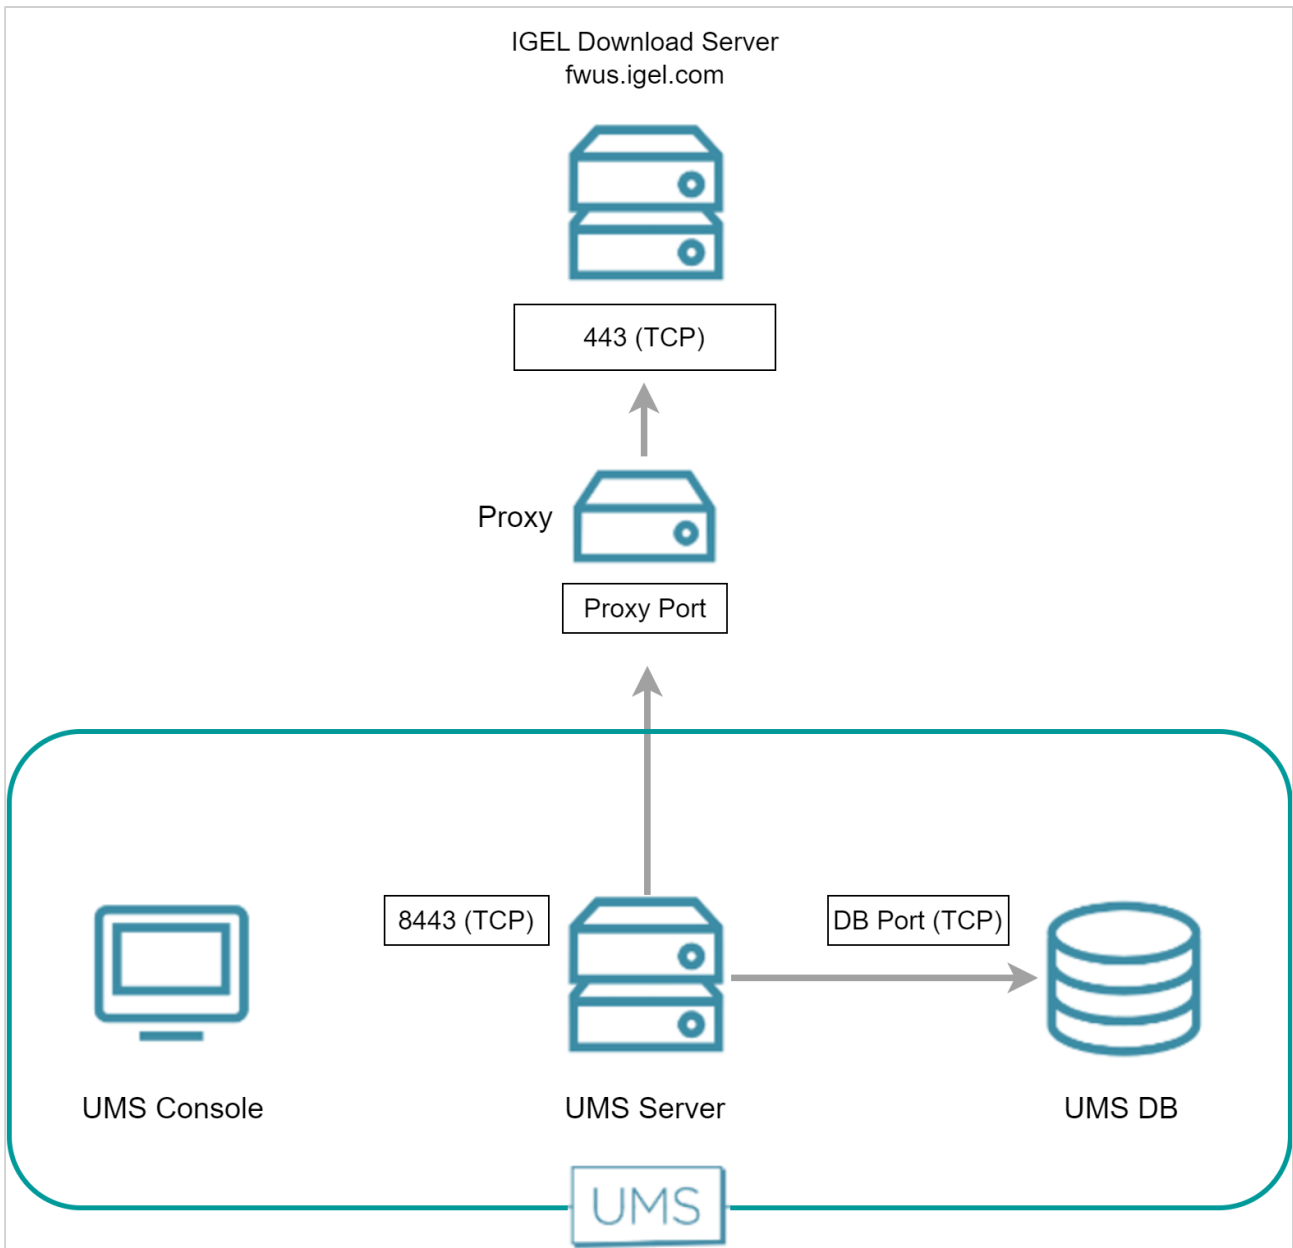 IGEL Download Server
fwus.igel.com
443 (TCP)
Proxy
Proxy Port
8443 (TCP)
DB Port (TCP)
UMS Console
UMS Server
UMS DB
UMS